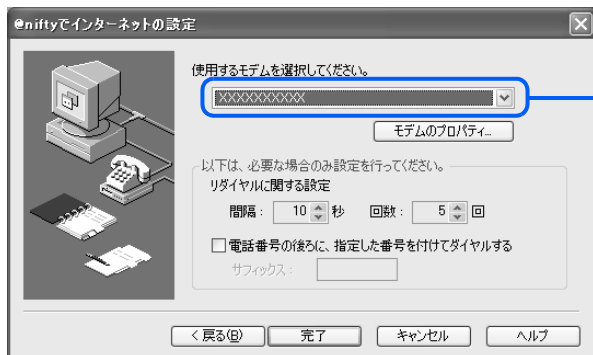 @niftyでインターネットの設定
使用するモデムを選択してください。
XXXXXXXXXX
モデムのプロパティ...
以下は、必要な場合のみ設定を行ってください。
リダイヤルに関する設定
間隔： 10 秒 回数： 5 回
電話番号の後ろに、指定した番号を付けてダイヤルする
サフィックス：
< 戻る(B) 完了 キャンセル ヘルプ